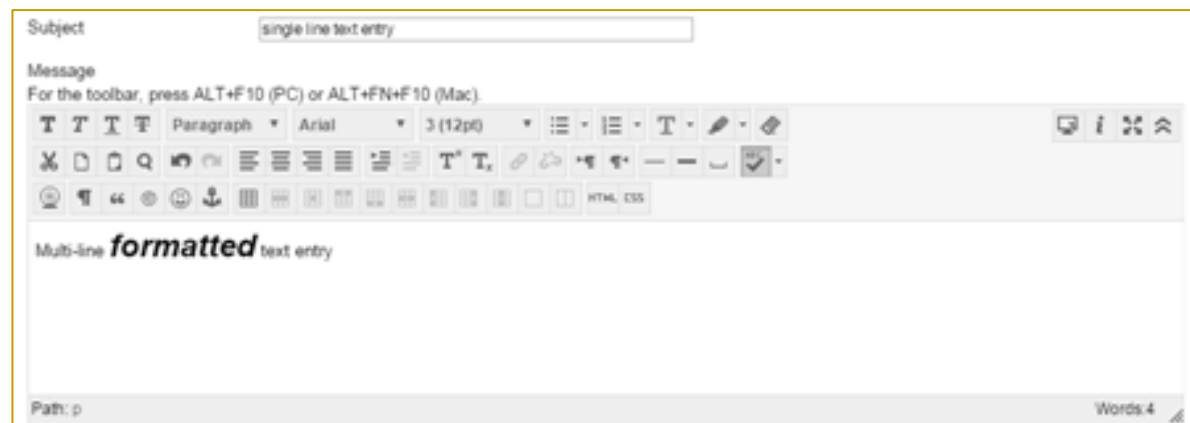 Subject single line text entry
Message
For the toolbar, press ALT+F10 (PC) or ALT+FN+F10 (Mac).
T T T T Paragraph Arial 3 (12pt) T i
T" Tx ¶ ¶
¶ “ © HTML CSS
Multi-line formatted text entry
Path: p Words:4